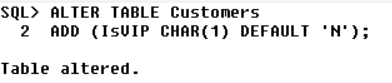 SQL> ALTER TABLE Customers
  2  ADD (IsVIP CHAR(1) DEFAULT 'N');
Table altered.